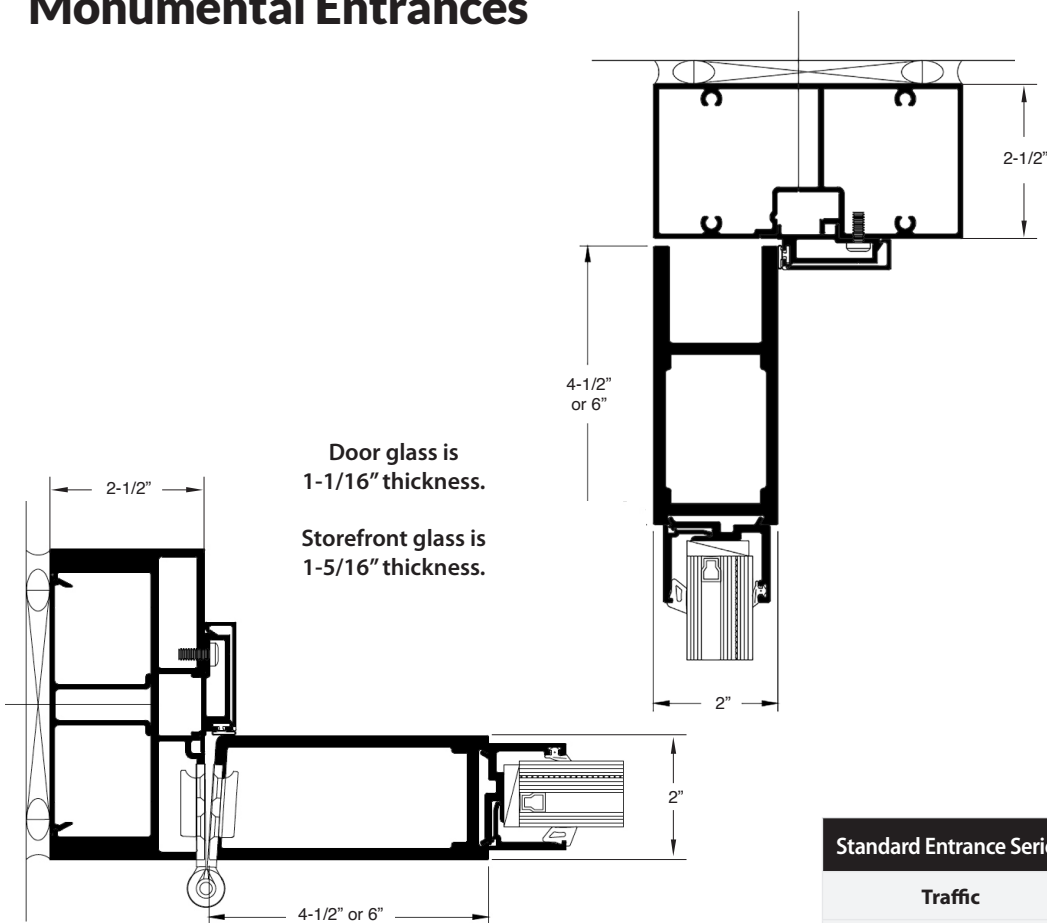 Monumental Entrances
2-1/2”
4-1/2”
or 6”
Door glass is
1-1/16” thickness.
2-1/2”
Storefront glass is
1-5/16” thickness.
2”
2”
4-1/2” or 6”
Standard Entrance Serie
Traffic